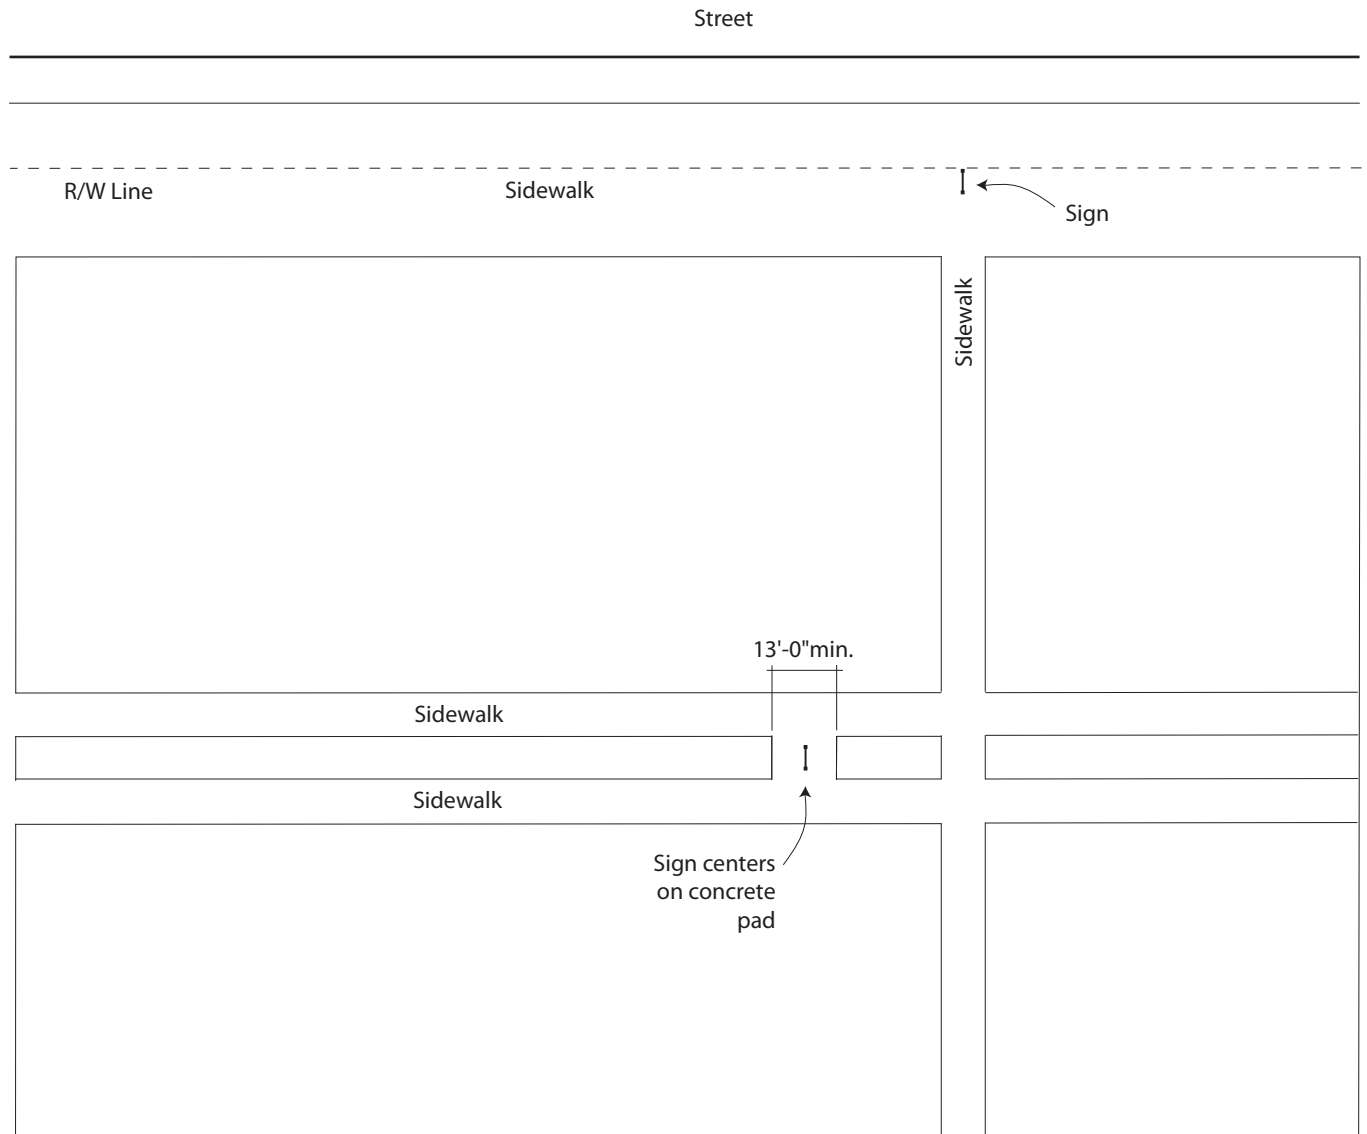 Street
R/W Line
Sidewalk
Sign
Sidewalk
13'-0"min.
Sidewalk
Sidewalk
Sign centers
on concrete
pad